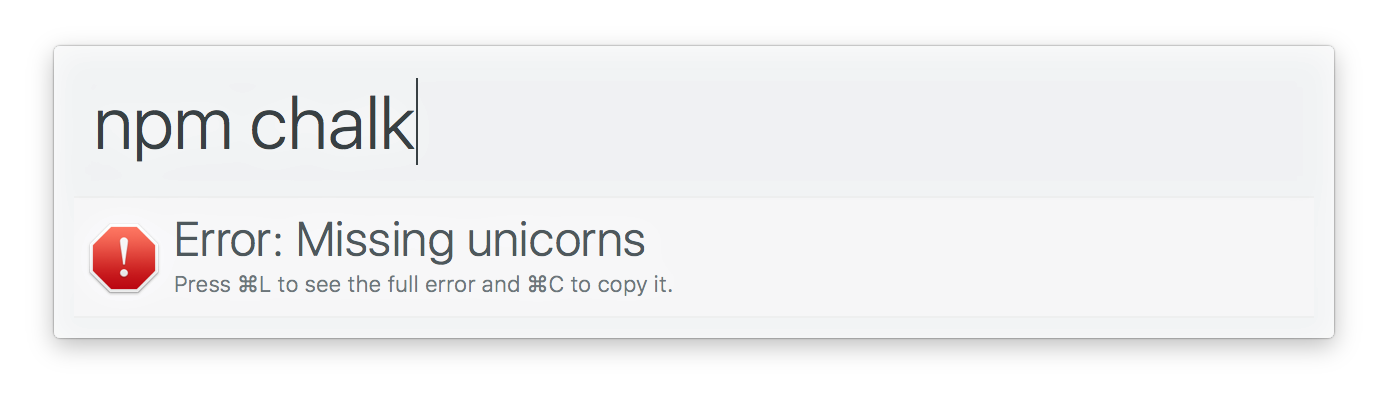 npm chalk
Error: Missing unicorns
Press ⌘L to see the full error and ⌘C to copy it.